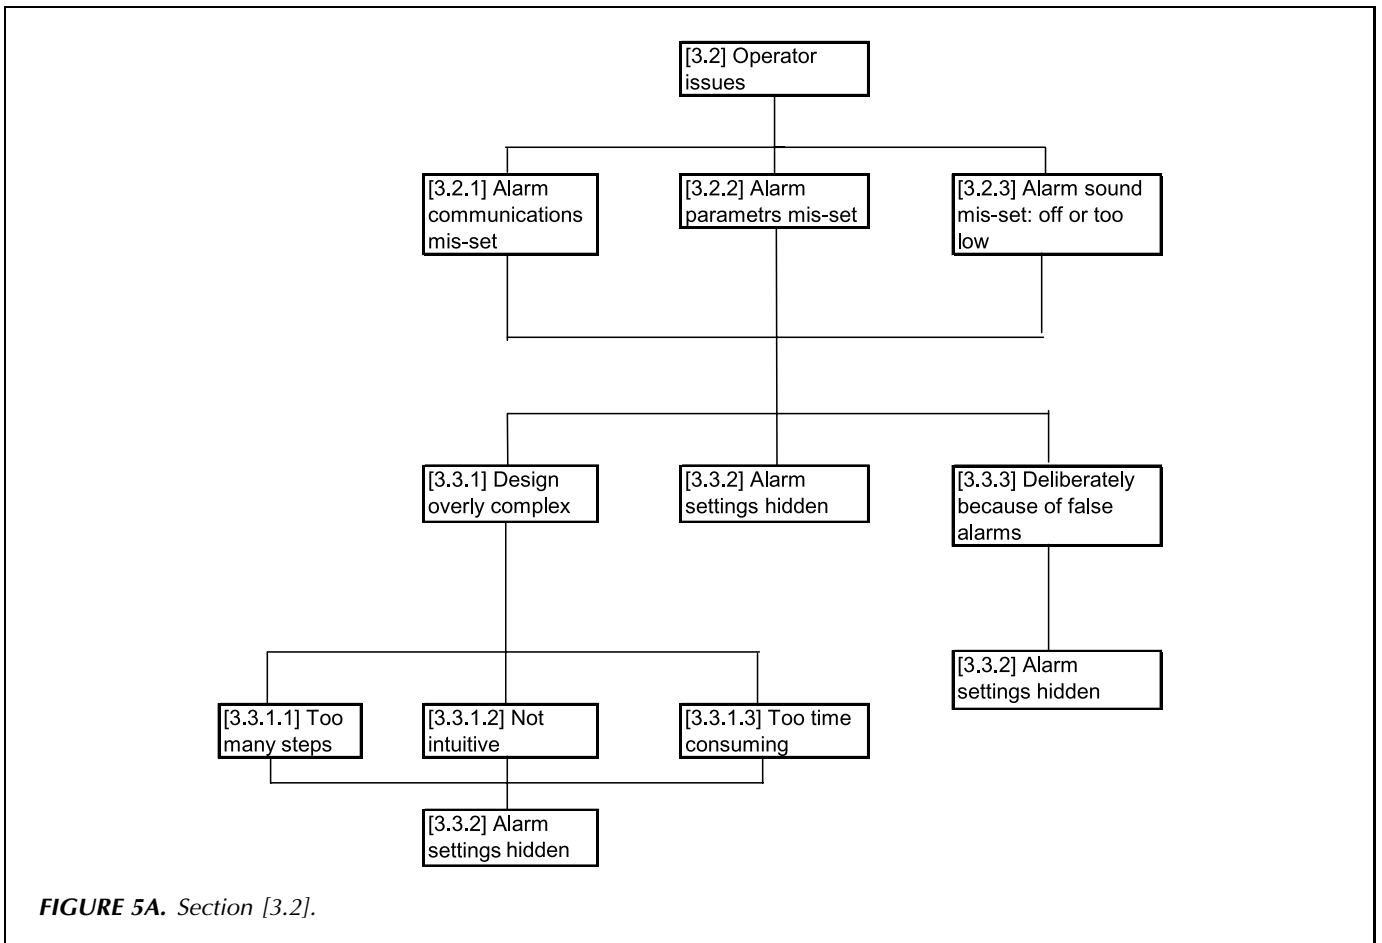 [3.2] Operator
issues
[3.2.1] Alarm
communications
mis-set
[3.2.2] Alarm
parametrs mis-set
[3.2.3] Alarm sound
mis-set: off or too
low
[3.3.1] Design
overly complex
[3.3.2] Alarm
settings hidden
[3.3.3] Deliberately
because of false
alarms
[3.3.2] Alarm
settings hidden
[3.3.1.1] Too
many steps
[3.3.1.2] Not
intuitive
[3.3.1.3] Too time
consuming
[3.3.2] Alarm
settings hidden
FIGURE 5A. Section [3.2].